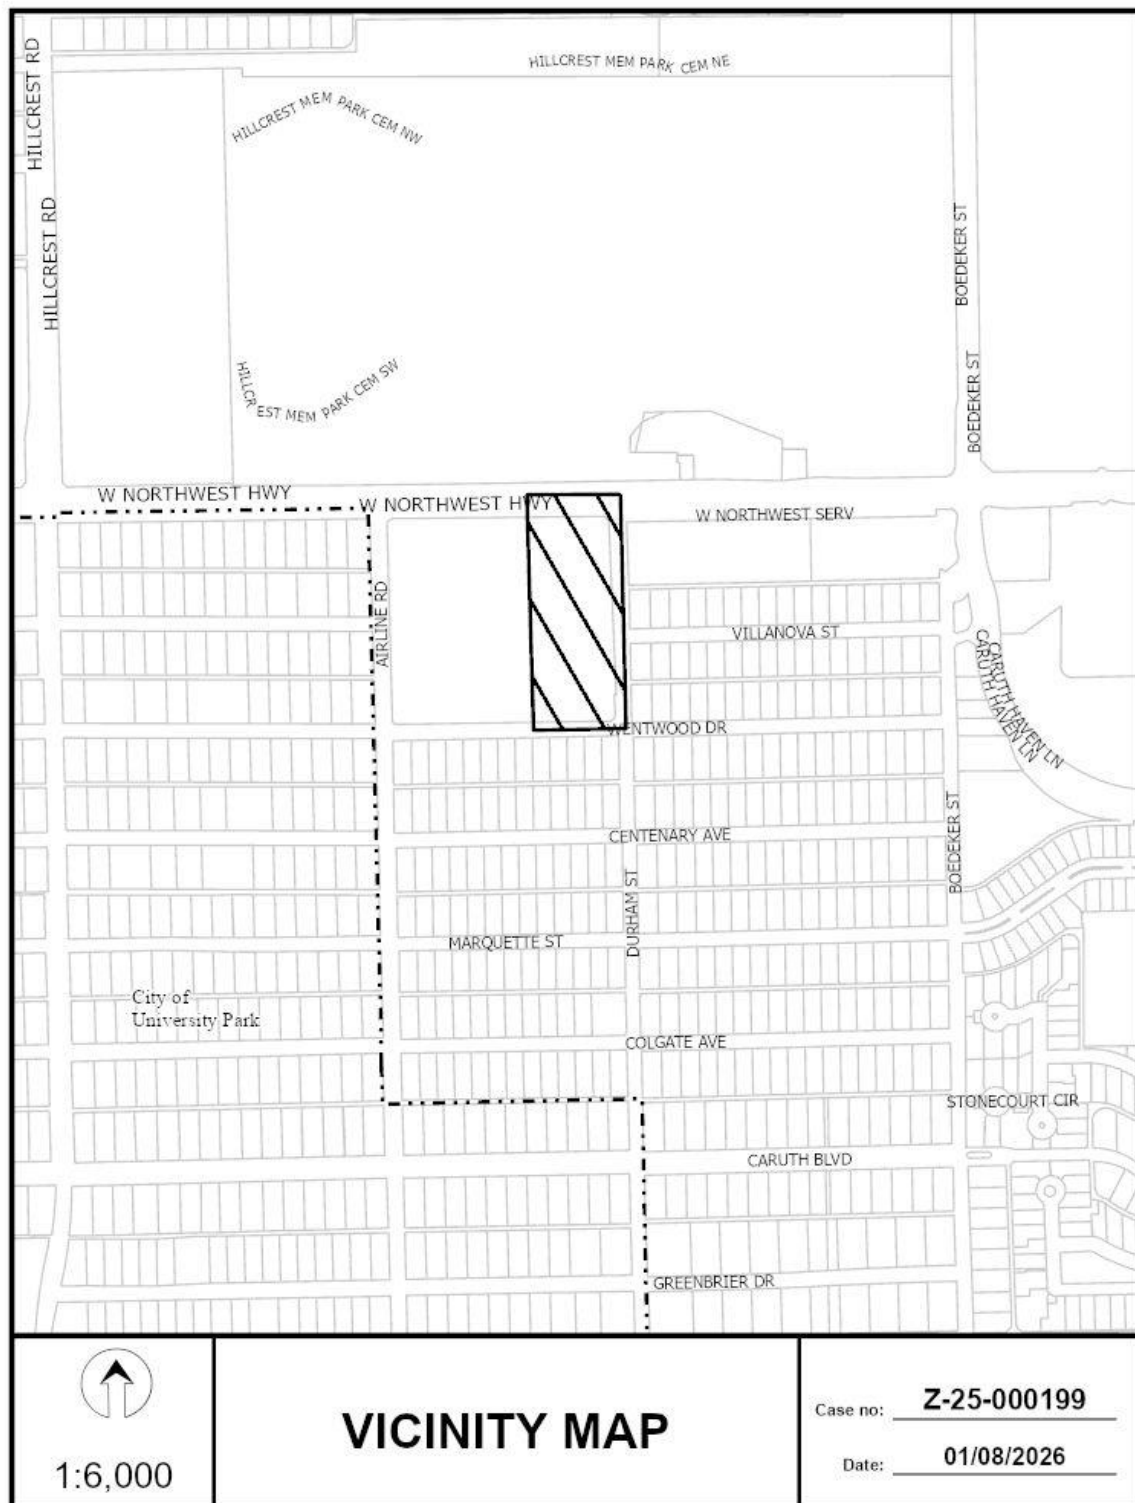 HILLCREST RD
HILLCREST MEM PARK CEM NE
HILLCREST MEM PARK CEM NW
HILLCREST RD
BOEDEKER ST
HILLCREST MEM PARK CEM SW
BOEDEKER ST
W NORTHWEST HWY
W NORTHWEST HWY
W NORTHWEST SERV
AIRLINE RD
VILLANOVA ST
CARUTH HAVEN LN
CARUTH HAVEN LN
WENTWOOD DR
CENTENARY AVE
BOEDEKER ST
DURHAM ST
MARQUETTE ST
City of
University Park
COLGATE AVE
STONECOURT CIR
CARUTH BLVD
GREENBRIER DR
1:6,000
VICINITY MAP
Case no: Z-25-000199
Date: 01/08/2026